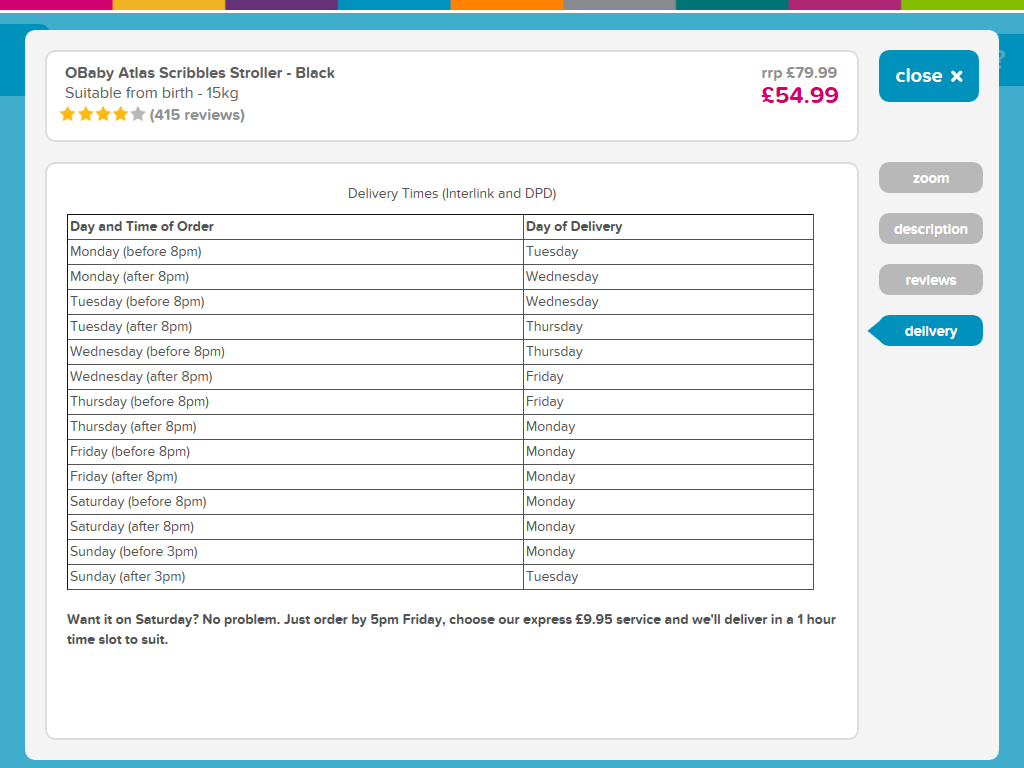 OBaby Atlas Scribbles Stroller - Black
Suitable from birth - 15kg
(415 reviews)
rrp £79.99
£54.99
close ×
?
zoom
description
reviews
delivery
Delivery Times (Interlink and DPD)
Day and Time of Order Day of Delivery
Monday (before 8pm) Tuesday
Monday (after 8pm) Wednesday
Tuesday (before 8pm) Wednesday
Tuesday (after 8pm) Thursday
Wednesday (before 8pm) Thursday
Wednesday (after 8pm) Friday
Thursday (before 8pm) Friday
Thursday (after 8pm) Monday
Friday (before 8pm) Monday
Friday (after 8pm) Monday
Saturday (before 8pm) Monday
Saturday (after 8pm) Monday
Sunday (before 3pm) Monday
Sunday (after 3pm) Tuesday
Want it on Saturday? No problem. Just order by 5pm Friday, choose our express £9.95 service and we'll deliver in a 1 hour
time slot to suit.